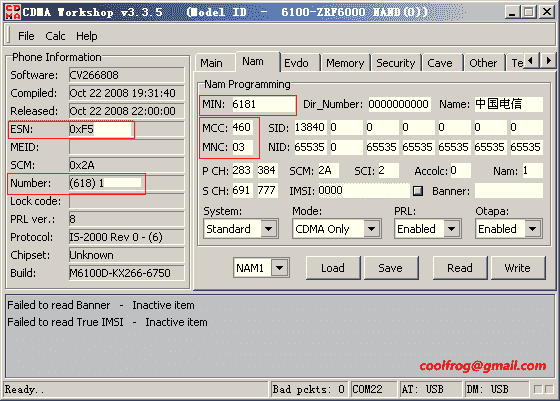 CDMA Workshop v3.3.5 (Model ID - 6100-ZRF6000 NAND(0))
File Calc Help
Phone Information
Software: CV266808
Compiled: Oct 22 2008 19:31:40
Released: Oct 22 2008 22:00:00
ESN: 0xF5
MEID:
SCM: 0x2A
Number: (618) 1
Lock code:
PRL ver.: 8
Protocol: IS-2000 Rev 0 - (6)
Chipset: Unknown
Build: M6100D-KX266-6750
Main Nam Evdo Memory Security Cave Other Te
Nam Programming
MIN: 6181 Dir_Number: 0000000000 Name: 中国电信
MCC: 460 SID: 13840 0 0 0 0 0
MNC: 03 NID: 65535 65535 65535 65535 65535 65535
P CH: 283 384 SCM: 2A SCI: 2 Accolc: 0 Nam: 1
S CH: 691 777 IMSI: 0000 Banner:
System: Mode: PRL: Otapa:
Standard CDMA Only Enabled Enabled
NAM1 Load Save Read Write
Failed to read Banner - Inactive item
Failed to read True IMSI - Inactive item
coolfrog@gmail.com
Ready.. Bad pckts: 0 COM22 AT: USB DM: USB